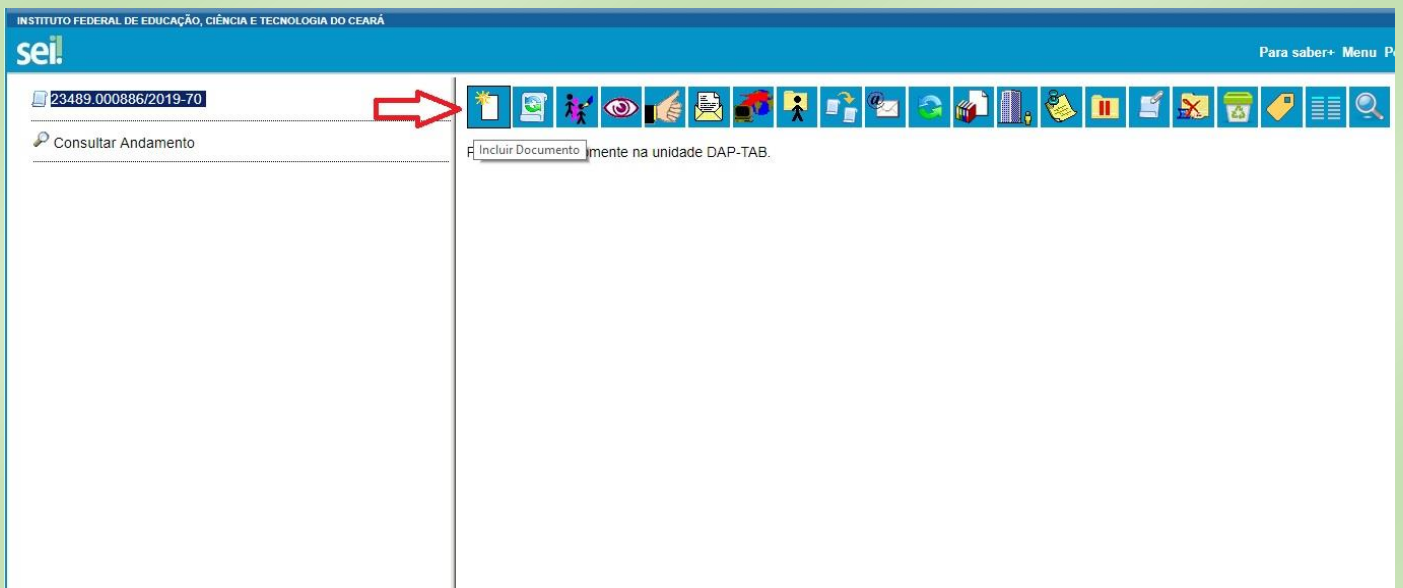 INSTITUTO FEDERAL DE EDUCAÇÃO, CIÊNCIA E TECNOLOGIA DO CEARÁ
sei!
Para saber+ Menu
23489.000886/2019-70
Consultar Andamento
Incluir Documento
na unidade DAP-TAB.